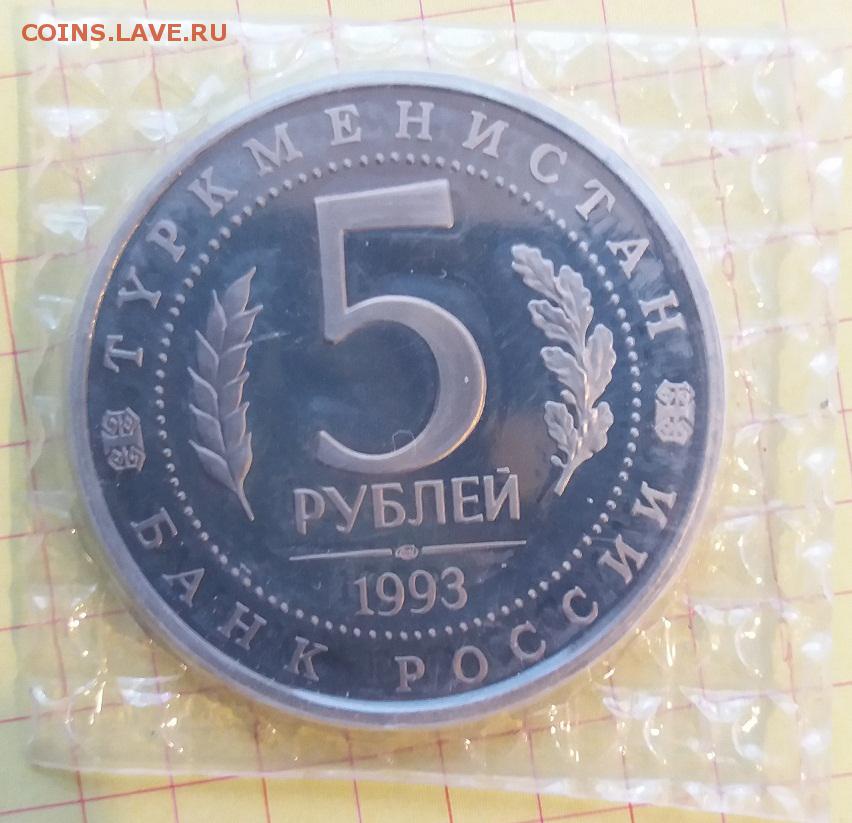 COINS.LAVE.RU
ТУРКМЕНИСТАН
5
РУБЛЕЙ
1993
БАНК РОССИИ